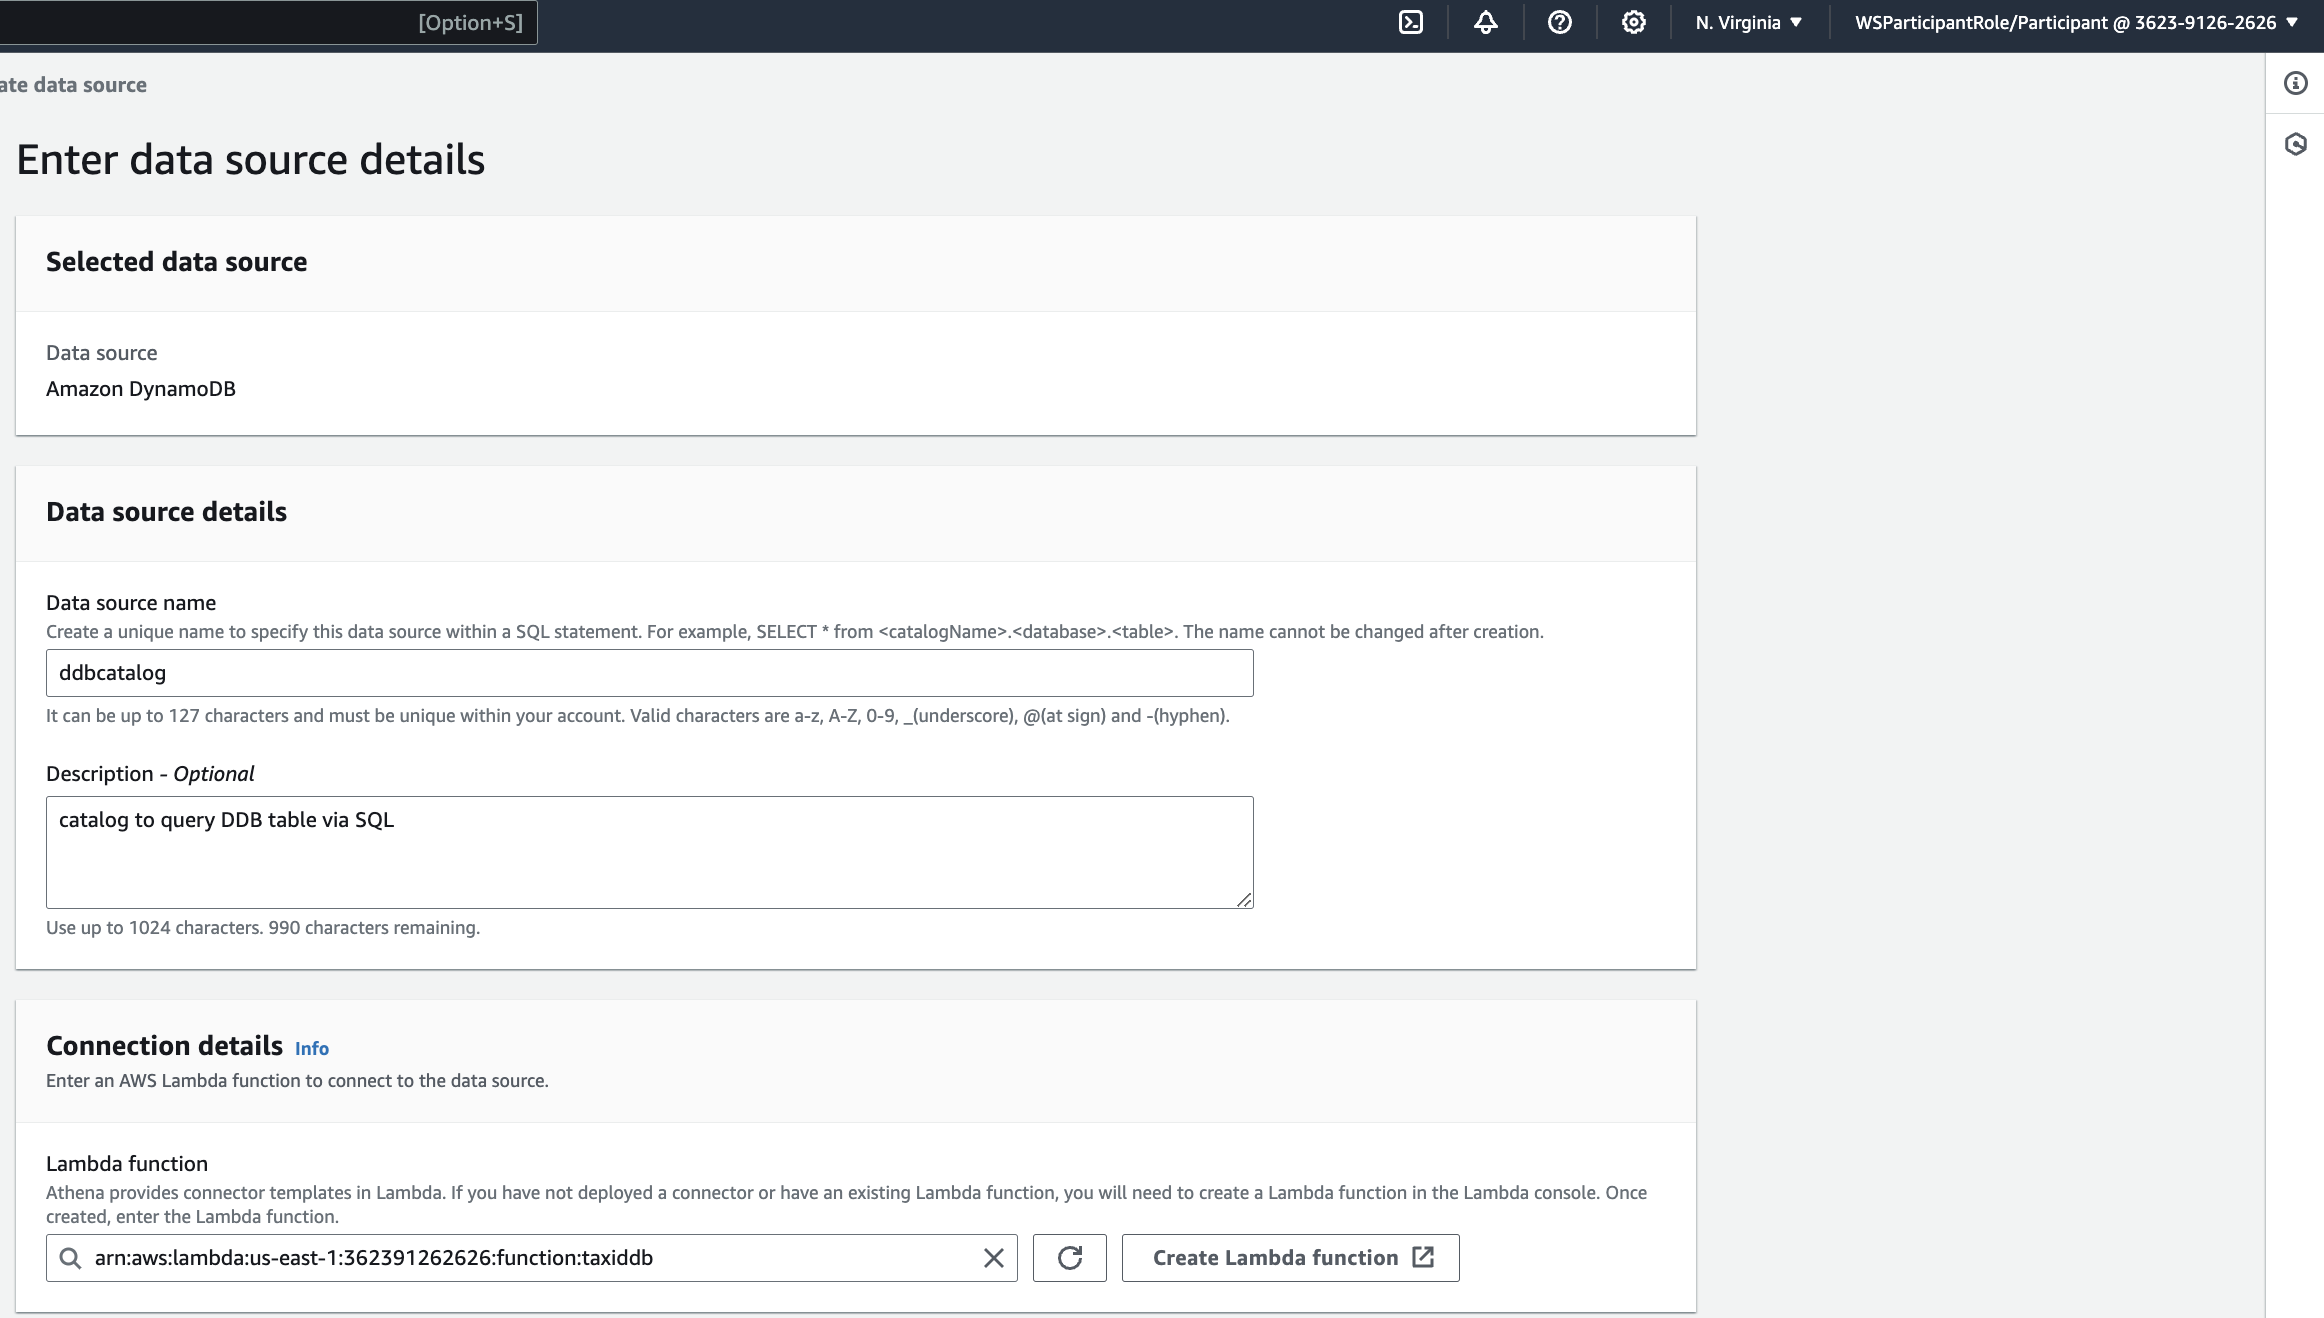 [Option+S]
N. Virginia
WSParticipantRole/Participant @ 3623-9126-2626
ate data source
Enter data source details
Selected data source
Data source
Amazon DynamoDB
Data source details
Data source name
Create a unique name to specify this data source within a SQL statement. For example, SELECT * from <catalogName>.<database>.<table>. The name cannot be changed after creation.
ddbcatalog
It can be up to 127 characters and must be unique within your account. Valid characters are a-z, A-Z, 0-9, _(underscore), @(at sign) and -(hyphen).
Description - Optional
catalog to query DDB table via SQL
Use up to 1024 characters. 990 characters remaining.
Connection details Info
Enter an AWS Lambda function to connect to the data source.
Lambda function
Athena provides connector templates in Lambda. If you have not deployed a connector or have an existing Lambda function, you will need to create a Lambda function in the Lambda console. Once
created, enter the Lambda function.
arn:aws:lambda:us-east-1:362391262626:function:taxiddb
Create Lambda function